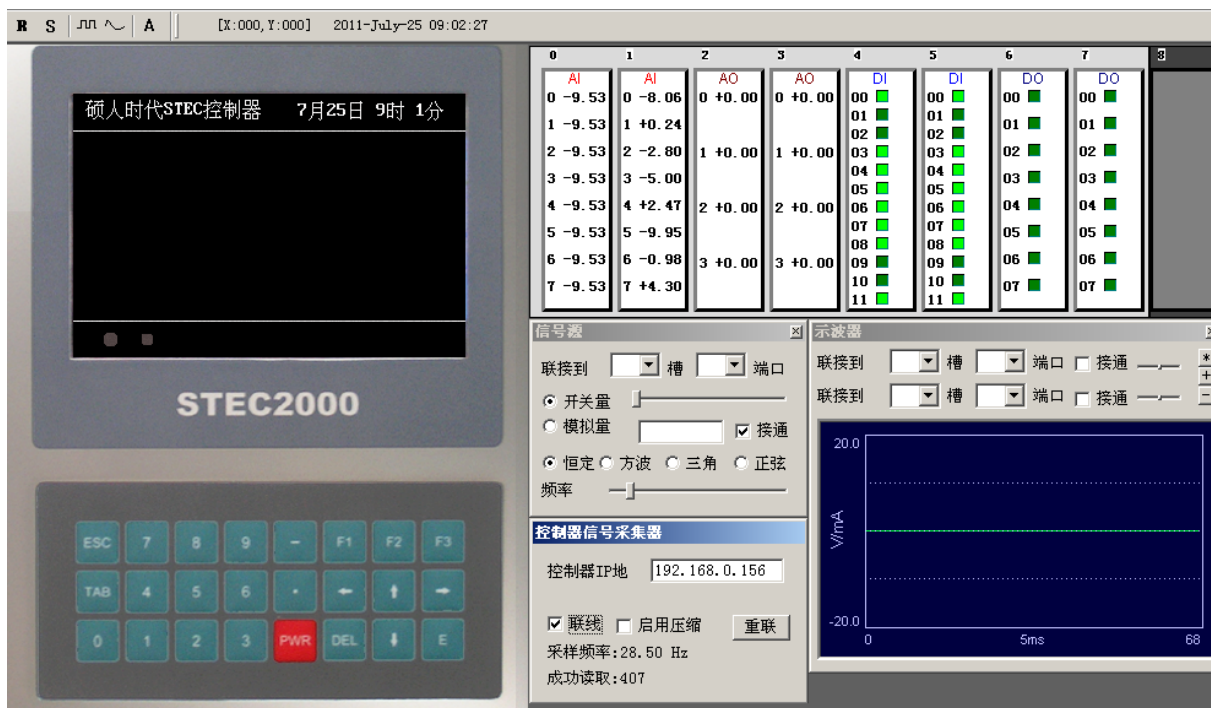 R S A [X:000,Y:000] 2011-July-25 09:02:27
硕人时代STEC控制器 7月25日 9时 1分
STEC2000
ESC 7 8 9 - F1 F2 F3
TAB 4 5 6 · ← ↑ →
0 1 2 3 PWR DEL ↓ E
0 1 2 3 4 5 6 7 8
AI AI AO AO DI DI DO DO
0 -9.53
1 -9.53
2 -9.53
3 -9.53
4 -9.53
5 -9.53
6 -9.53
7 -9.53
0 -8.06
1 +0.24
2 -2.80
3 -5.00
4 +2.47
5 -9.95
6 -0.98
7 +4.30
0 +0.00
1 +0.00
2 +0.00
3 +0.00
0 +0.00
1 +0.00
2 +0.00
3 +0.00
00
01
02
03
04
05
06
07
08
09
10
11
00
01
02
03
04
05
06
07
08
09
10
11
00
01
02
03
04
05
06
07
00
01
02
03
04
05
06
07
信号源
联接到 槽 端口
开关量
模拟量 接通
恒定 方波 三角 正弦
频率
控制器信号采集器
控制器IP地 192.168.0.156
联线 启用压缩 重联
采样频率:28.50 Hz
成功读取:407
示波器
联接到 槽 端口 接通 *
+
联接到 槽 端口 接通 -
20.0
V/mA
-20.0
0 5ms 68